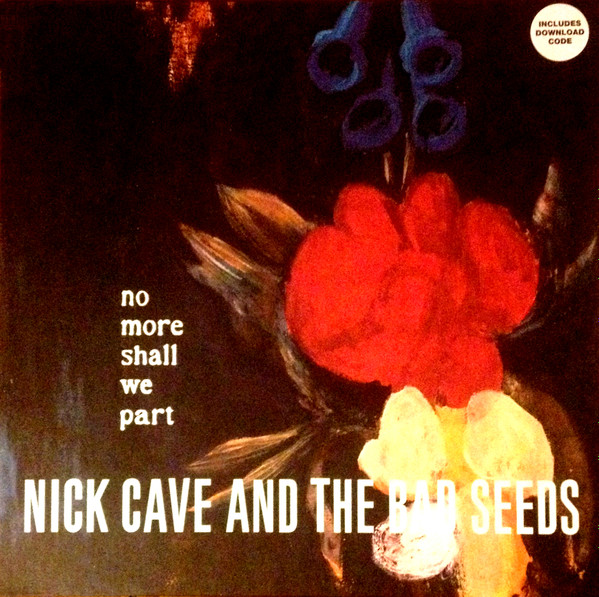 INCLUDES
DOWNLOAD
CODE
no
more
shall
we
part
NICK CAVE AND THE BAD SEEDS